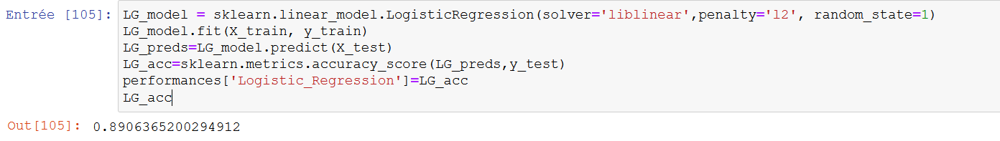 Entrée [105]: LG_model = sklearn.linear_model.LogisticRegression(solver='liblinear',penalty='l2', random_state=1)
LG_model.fit(X_train, y_train)
LG_preds=LG_model.predict(X_test)
LG_acc=sklearn.metrics.accuracy_score(LG_preds,y_test)
performances['Logistic_Regression']=LG_acc
LG_acc
Out[105]: 0.8906365200294912